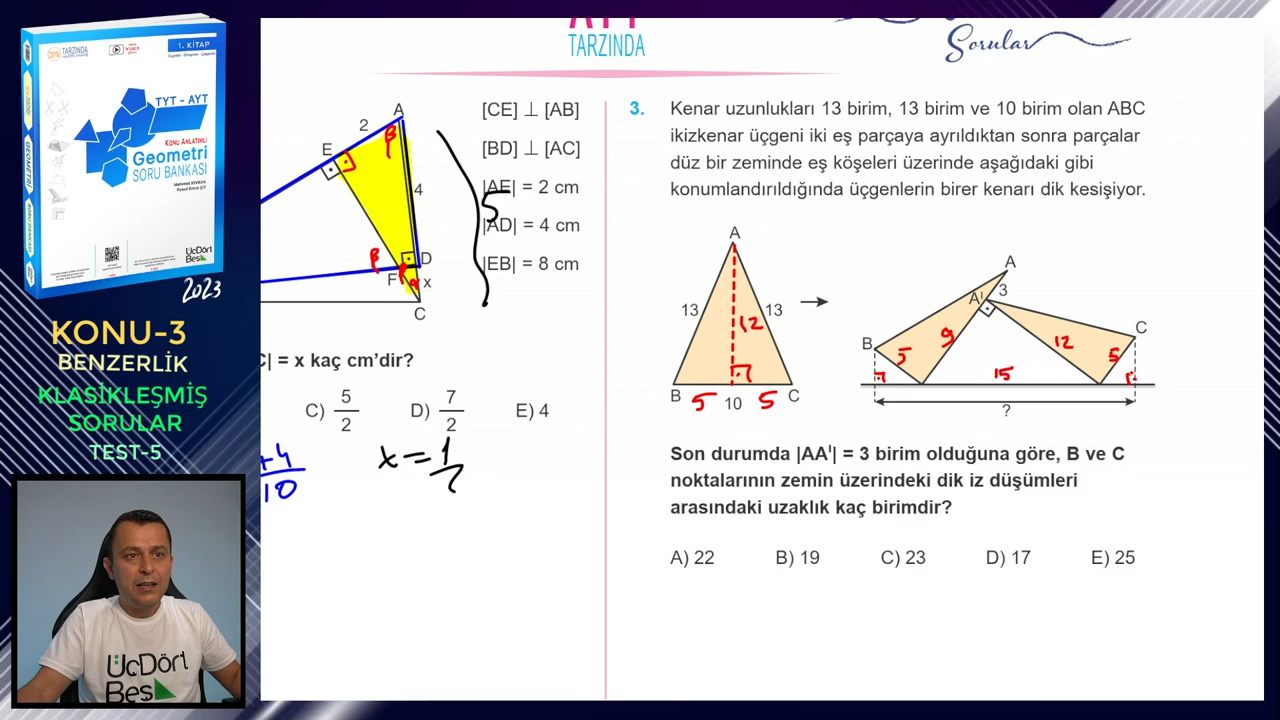 TARZINDA
1. KİTAP
TYT - AYT
KONU ANLATIMLI
Geometri
SORU BANKASI
GEOMETRİ
ÜçDört
Beş
2023
KONU-3
BENZERLİK
KLASİKLEŞMİŞ
SORULAR
TEST-5
ÜçDört
Beş
TARZINDA
Sorular
A
2
E
β
4
β
D
F
x
C
[CE] ⊥ [AB]
[BD] ⊥ [AC]
|AE| = 2 cm
5
|AD| = 4 cm
|EB| = 8 cm
C| = x kaç cm’dir?
C) 5/2
D) 7/2
E) 4
+4
10
x = 1/2
3. Kenar uzunlukları 13 birim, 13 birim ve 10 birim olan ABC
ikizkenar üçgeni iki eş parçaya ayrıldıktan sonra parçalar
düz bir zeminde eş köşeleri üzerinde aşağıdaki gibi
konumlandırıldığında üçgenlerin birer kenarı dik kesişiyor.
A
13
13
12
B
5
10
5
C
A
A'
3
B
5
9
12
5
C
15
?
Son durumda |AA'| = 3 birim olduğuna göre, B ve C
noktalarının zemin üzerindeki dik iz düşümleri
arasındaki uzaklık kaç birimdir?
A) 22
B) 19
C) 23
D) 17
E) 25